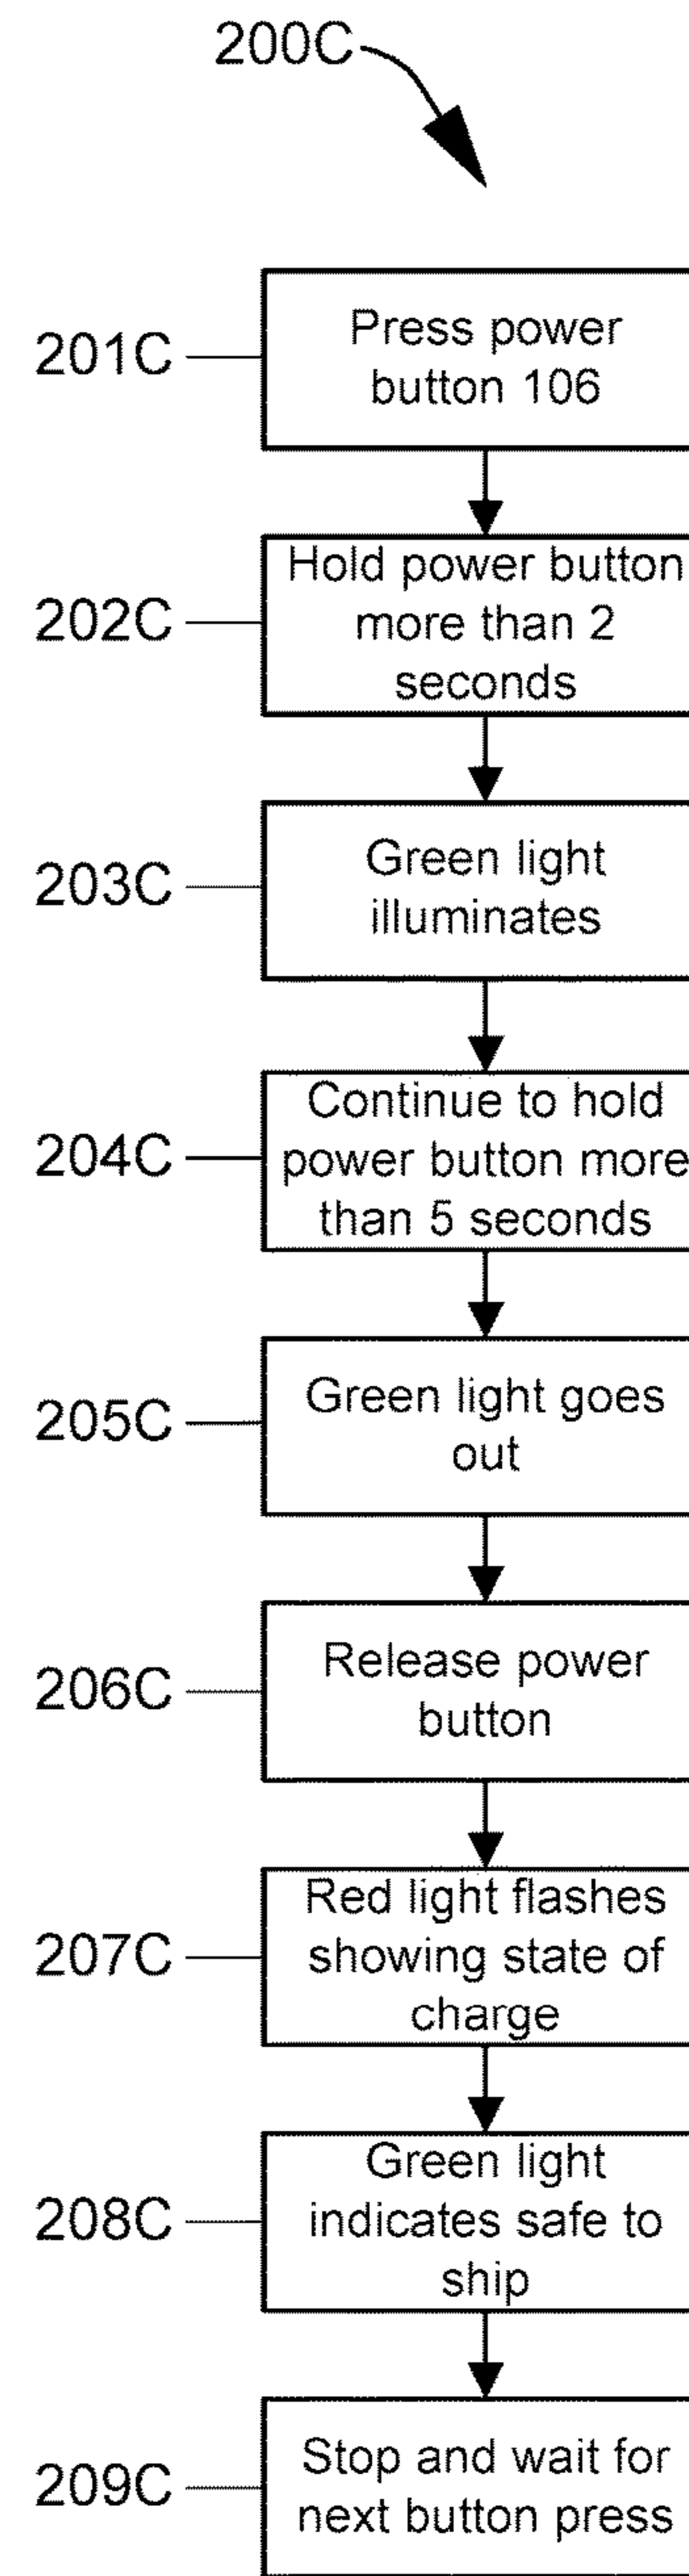 200C
201C
Press power
button 106
202C
Hold power button
more than 2
seconds
203C
Green light
illuminates
204C
Continue to hold
power button more
than 5 seconds
205C
Green light goes
out
206C
Release power
button
207C
Red light flashes
showing state of
charge
208C
Green light
indicates safe to
ship
209C
Stop and wait for
next button press